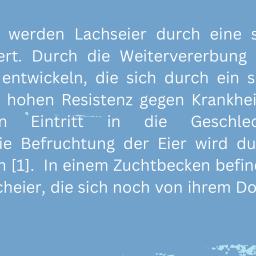 werden Lachseier durch eine s
ert. Durch die Weitervererbung
entwickeln, die sich durch ein s
hohen Resistenz gegen Krankhei
n Eintritt in die Geschlec
ie Befruchtung der Eier wird du
n [1]. In einem Zuchtbecken befin
cheier, die sich noch von ihrem Do